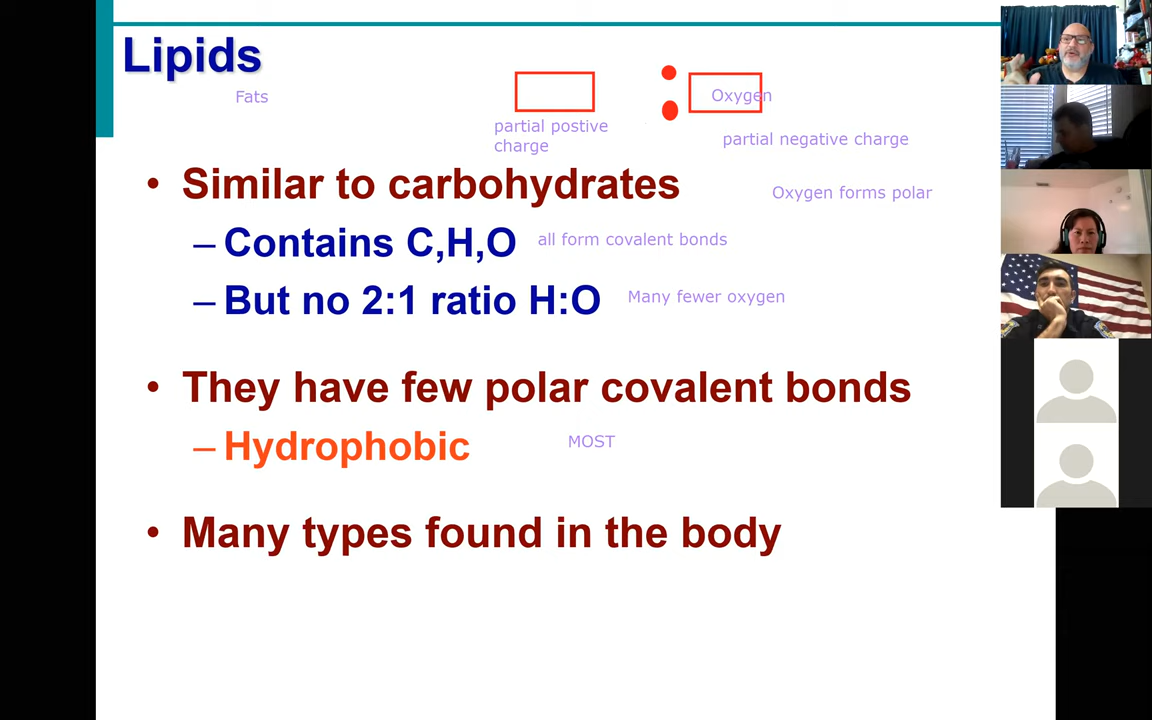 Lipids
Fats
Oxygen
partial postive
charge
partial negative charge
• Similar to carbohydrates
Oxygen forms polar
– Contains C,H,O
all form covalent bonds
– But no 2:1 ratio H:O
Many fewer oxygen
• They have few polar covalent bonds
– Hydrophobic
MOST
• Many types found in the body